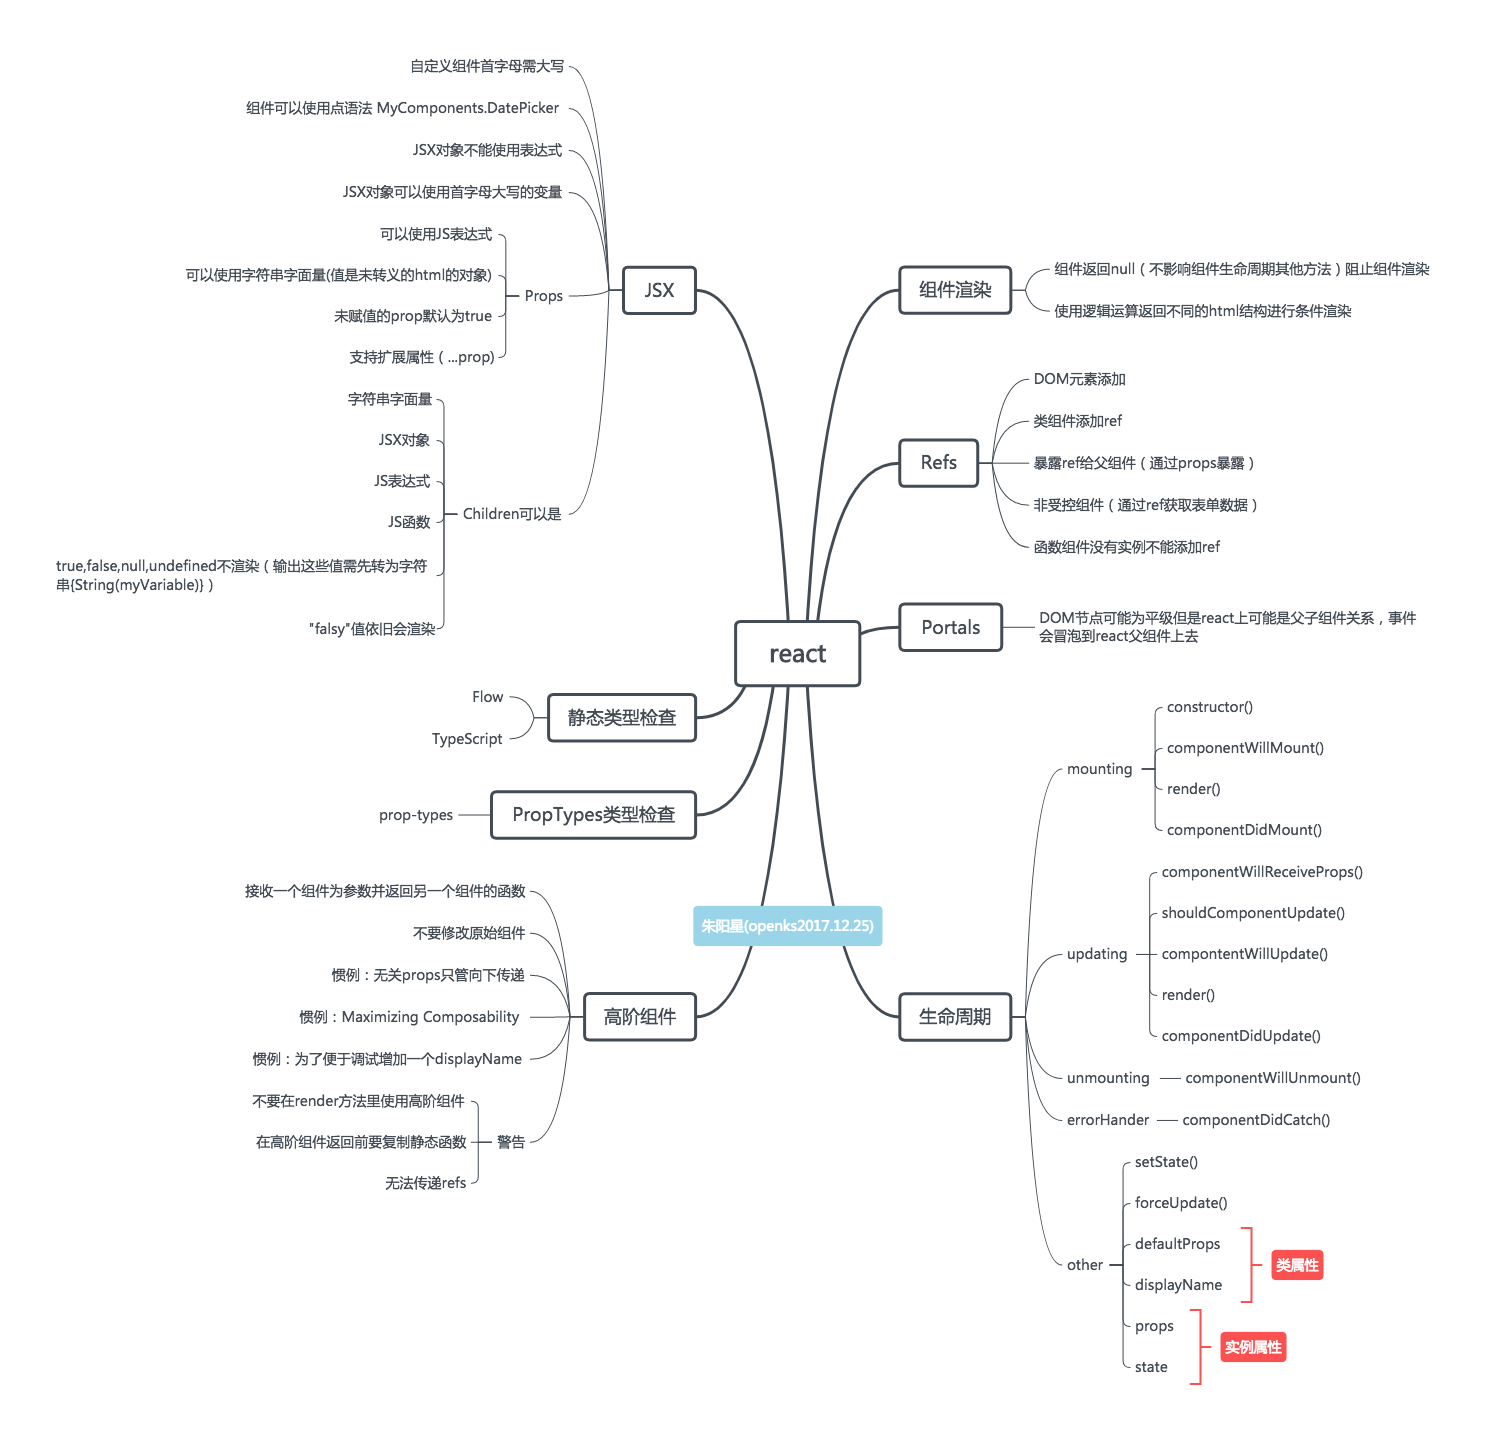 react
朱阳星(openks2017.12.25)
JSX
自定义组件首字母需大写
组件可以使用点语法 MyComponents.DatePicker
JSX对象不能使用表达式
JSX对象可以使用首字母大写的变量
Props
可以使用JS表达式
可以使用字符串字面量(值是未转义的html的对象)
未赋值的prop默认为true
支持扩展属性（...prop)
Children可以是
字符串字面量
JSX对象
JS表达式
JS函数
true,false,null,undefined不渲染（输出这些值需先转为字符
串{String(myVariable)}）
"falsy"值依旧会渲染
静态类型检查
Flow
TypeScript
PropTypes类型检查
prop-types
高阶组件
接收一个组件为参数并返回另一个组件的函数
不要修改原始组件
惯例：无关props只管向下传递
惯例：Maximizing Composability
惯例：为了便于调试增加一个displayName
警告
不要在render方法里使用高阶组件
在高阶组件返回前要复制静态函数
无法传递refs
组件渲染
组件返回null（不影响组件生命周期其他方法）阻止组件渲染
使用逻辑运算返回不同的html结构进行条件渲染
Refs
DOM元素添加
类组件添加ref
暴露ref给父组件（通过props暴露）
非受控组件（通过ref获取表单数据）
函数组件没有实例不能添加ref
Portals
DOM节点可能为平级但是react上可能是父子组件关系，事件
会冒泡到react父组件上去
生命周期
mounting
constructor()
componentWillMount()
render()
componentDidMount()
updating
componentWillReceiveProps()
shouldComponentUpdate()
compontentWillUpdate()
render()
componentDidUpdate()
unmounting
componentWillUnmount()
errorHander
componentDidCatch()
other
setState()
forceUpdate()
defaultProps
displayName
类属性
props
state
实例属性